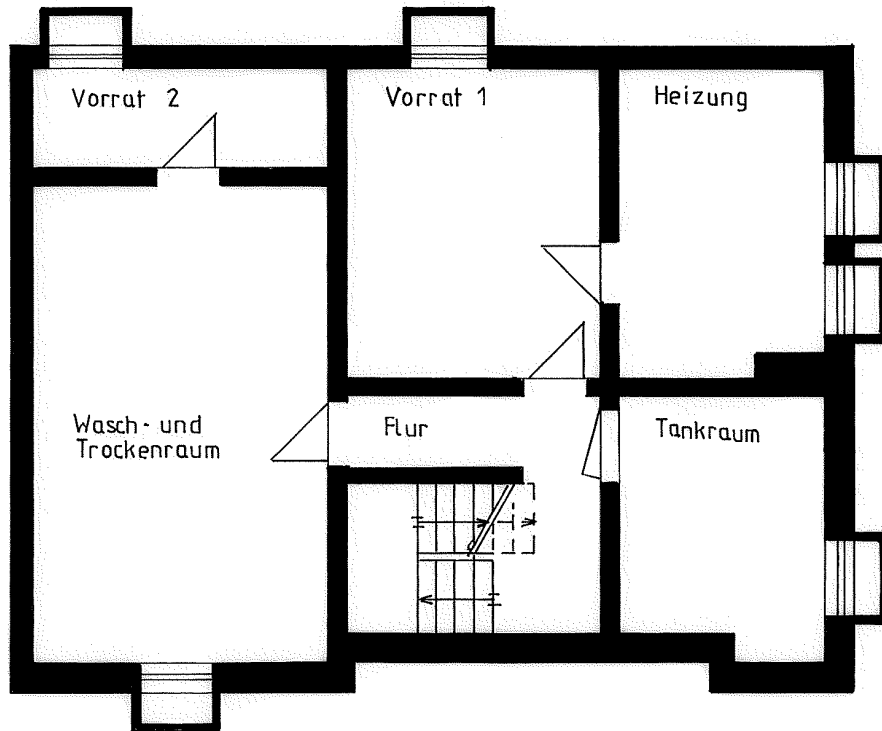 Vorrat 2
Vorrat 1
Heizung
Wasch- und
Trockenraum
Flur
Tankraum